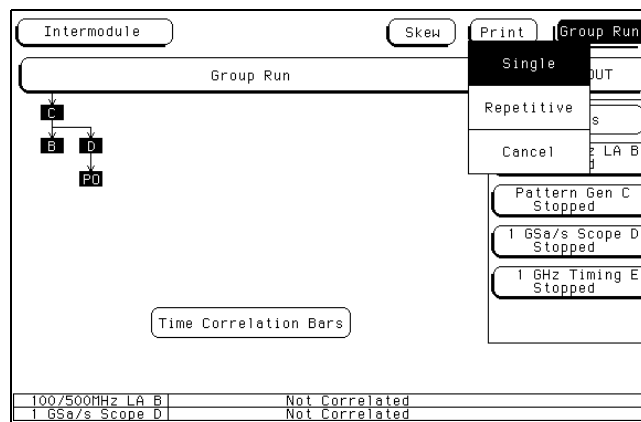 Intermodule
Skew
Print
Group Run
Group Run
Single
OUT
C
Repetitive
s
B
D
Cancel
z LA B
d
PO
Pattern Gen C
Stopped
1 GSa/s Scope D
Stopped
1 GHz Timing E
Stopped
Time Correlation Bars
100/500MHz LA B Not Correlated
1 GSa/s Scope D Not Correlated